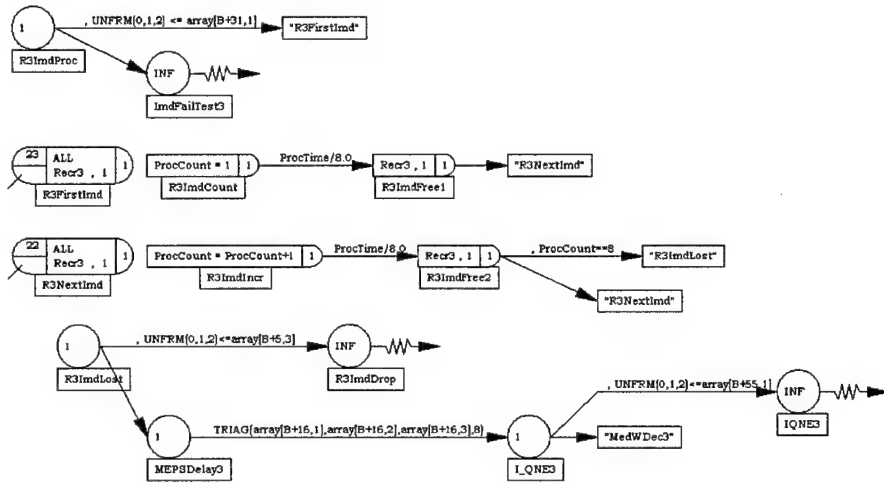 1
, UNFRM(0,1,2) <= array[B+31,1]
"R3FirstImd"
R3ImdProc
INF
ImdFailTest3
23
ALL
Recr3 , 1
1
R3FirstImd
ProcCount = 1
1
R3ImdCount
ProcTime/8.0
Recr3 , 1
1
R3ImdFree1
"R3NextImd"
22
ALL
Recr3 , 1
1
R3NextImd
ProcCount = ProcCount+1
1
R3ImdIncr
ProcTime/8.0
Recr3 , 1
1
R3ImdFree2
, ProcCount==8
"R3ImdLost"
"R3NextImd"
1
R3ImdLost
, UNFRM(0,1,2)<=array[B+5,3]
INF
R3ImdDrop
1
MEPSDelay3
TRIAG(array[B+16,1],array[B+16,2],array[B+16,3],8)
1
I_QNE3
, UNFRM(0,1,2)<=array[B+55,1]
INF
IQNE3
"MedWDec3"